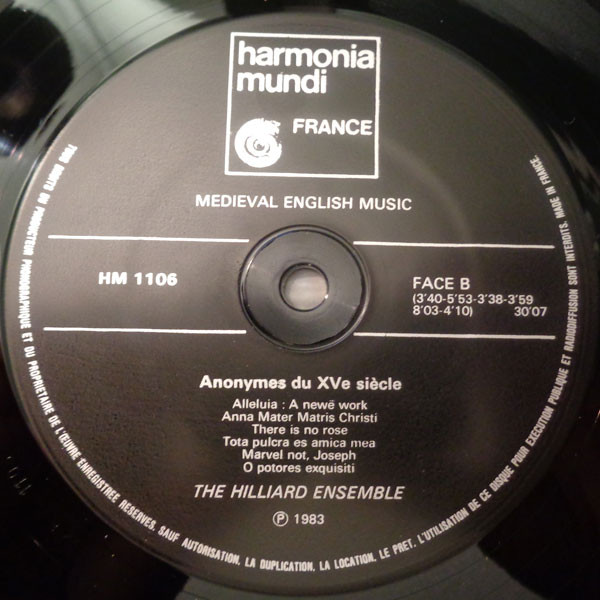 harmonia
mundi
FRANCE
MEDIEVAL ENGLISH MUSIC
HM 1106
FACE B
(3'40-5'53-3'38-3'59
8'03-4'10) 30'07
Anonymes du XVe siècle
Alleluia : A newë work
Anna Mater Matris Christi
There is no rose
Tota pulcra es amica mea
Marvel not, Joseph
O potores exquisiti
THE HILLIARD ENSEMBLE
℗ 1983
TOUS DROITS DU PRODUCTEUR PHONOGRAPHIQUE ET DU PROPRIETAIRE DE L'ŒUVRE ENREGISTREE RESERVES. SAUF AUTORISATION, LA DUPLICATION, LA LOCATION, LE PRET, L'UTILISATION DE CE DISQUE POUR EXECUTION PUBLIQUE ET RADIODIFFUSION SONT INTERDITS. MADE IN FRANCE.